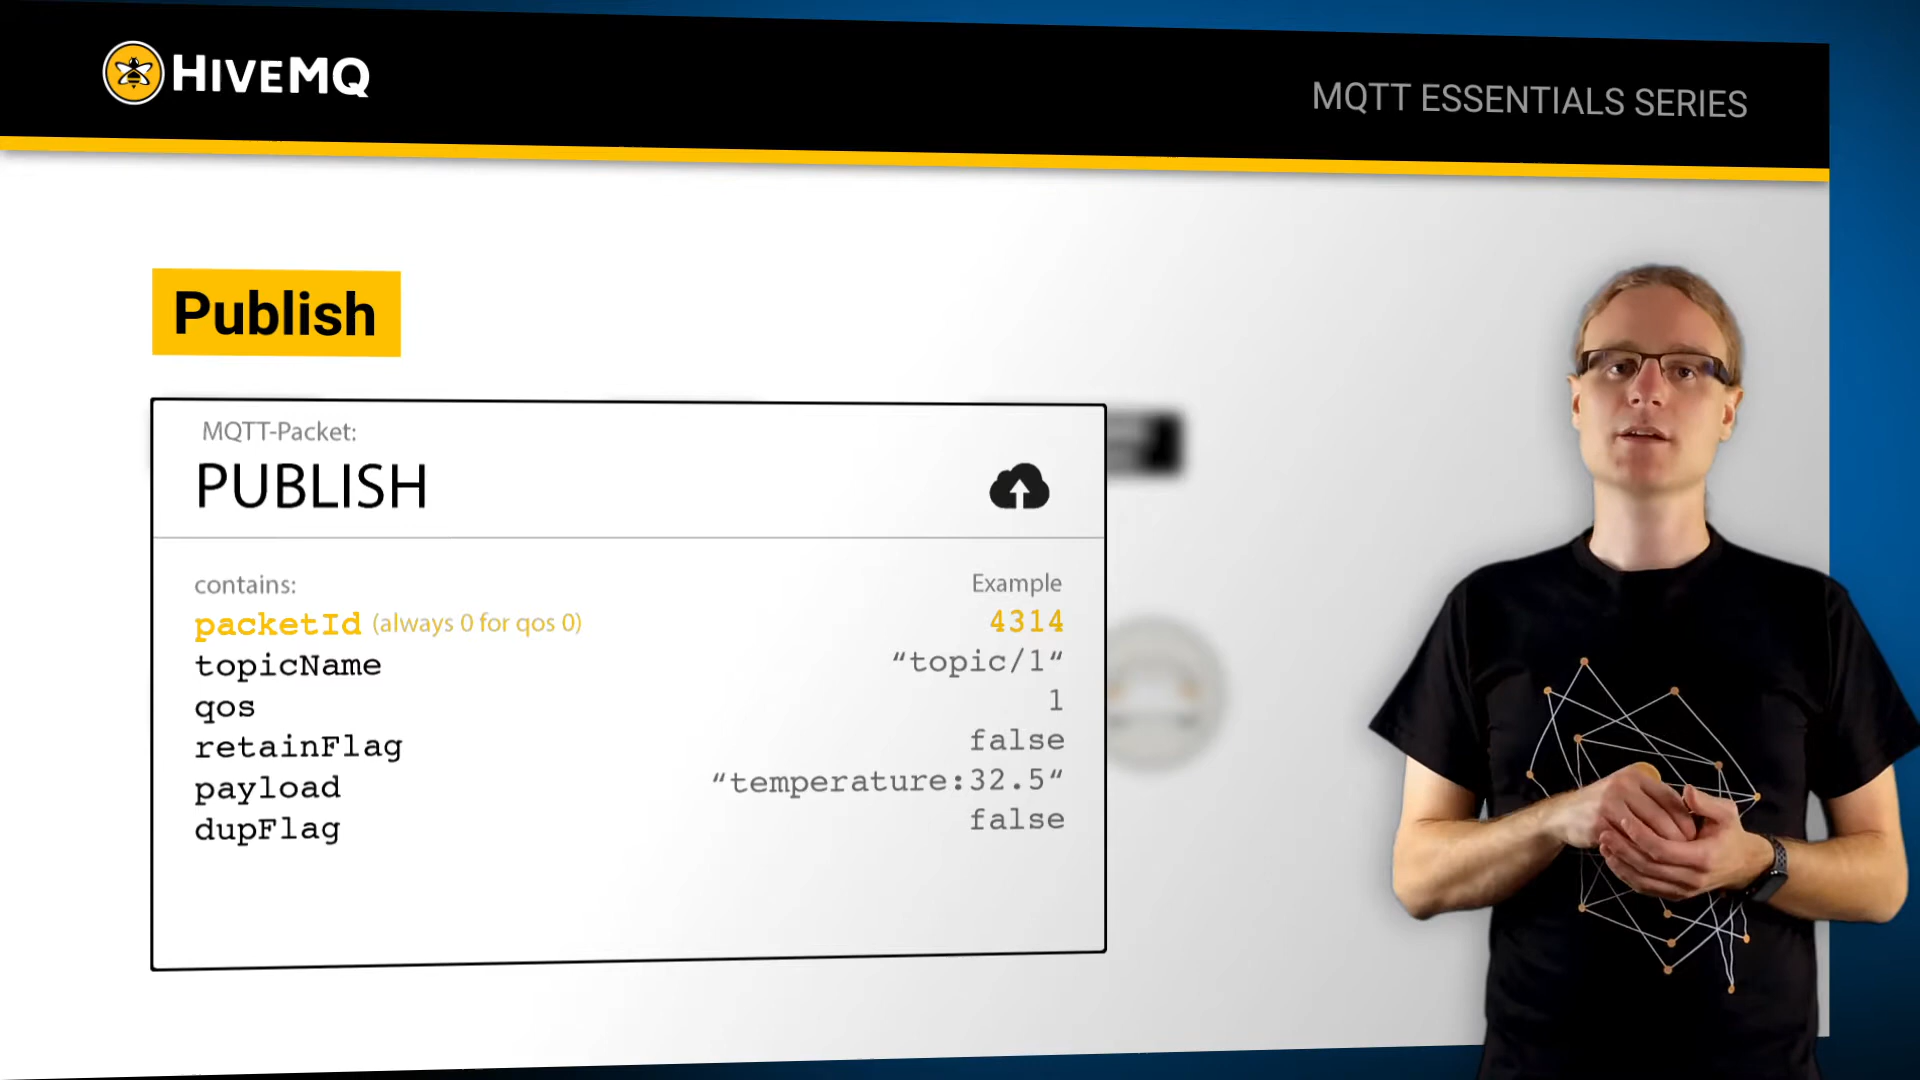 HIVEMQ
MQTT ESSENTIALS SERIES
Publish
MQTT-Packet:
PUBLISH
contains: Example
packetId (always 0 for qos 0) 4314
topicName “topic/1“
qos 1
retainFlag false
payload “temperature:32.5“
dupFlag false